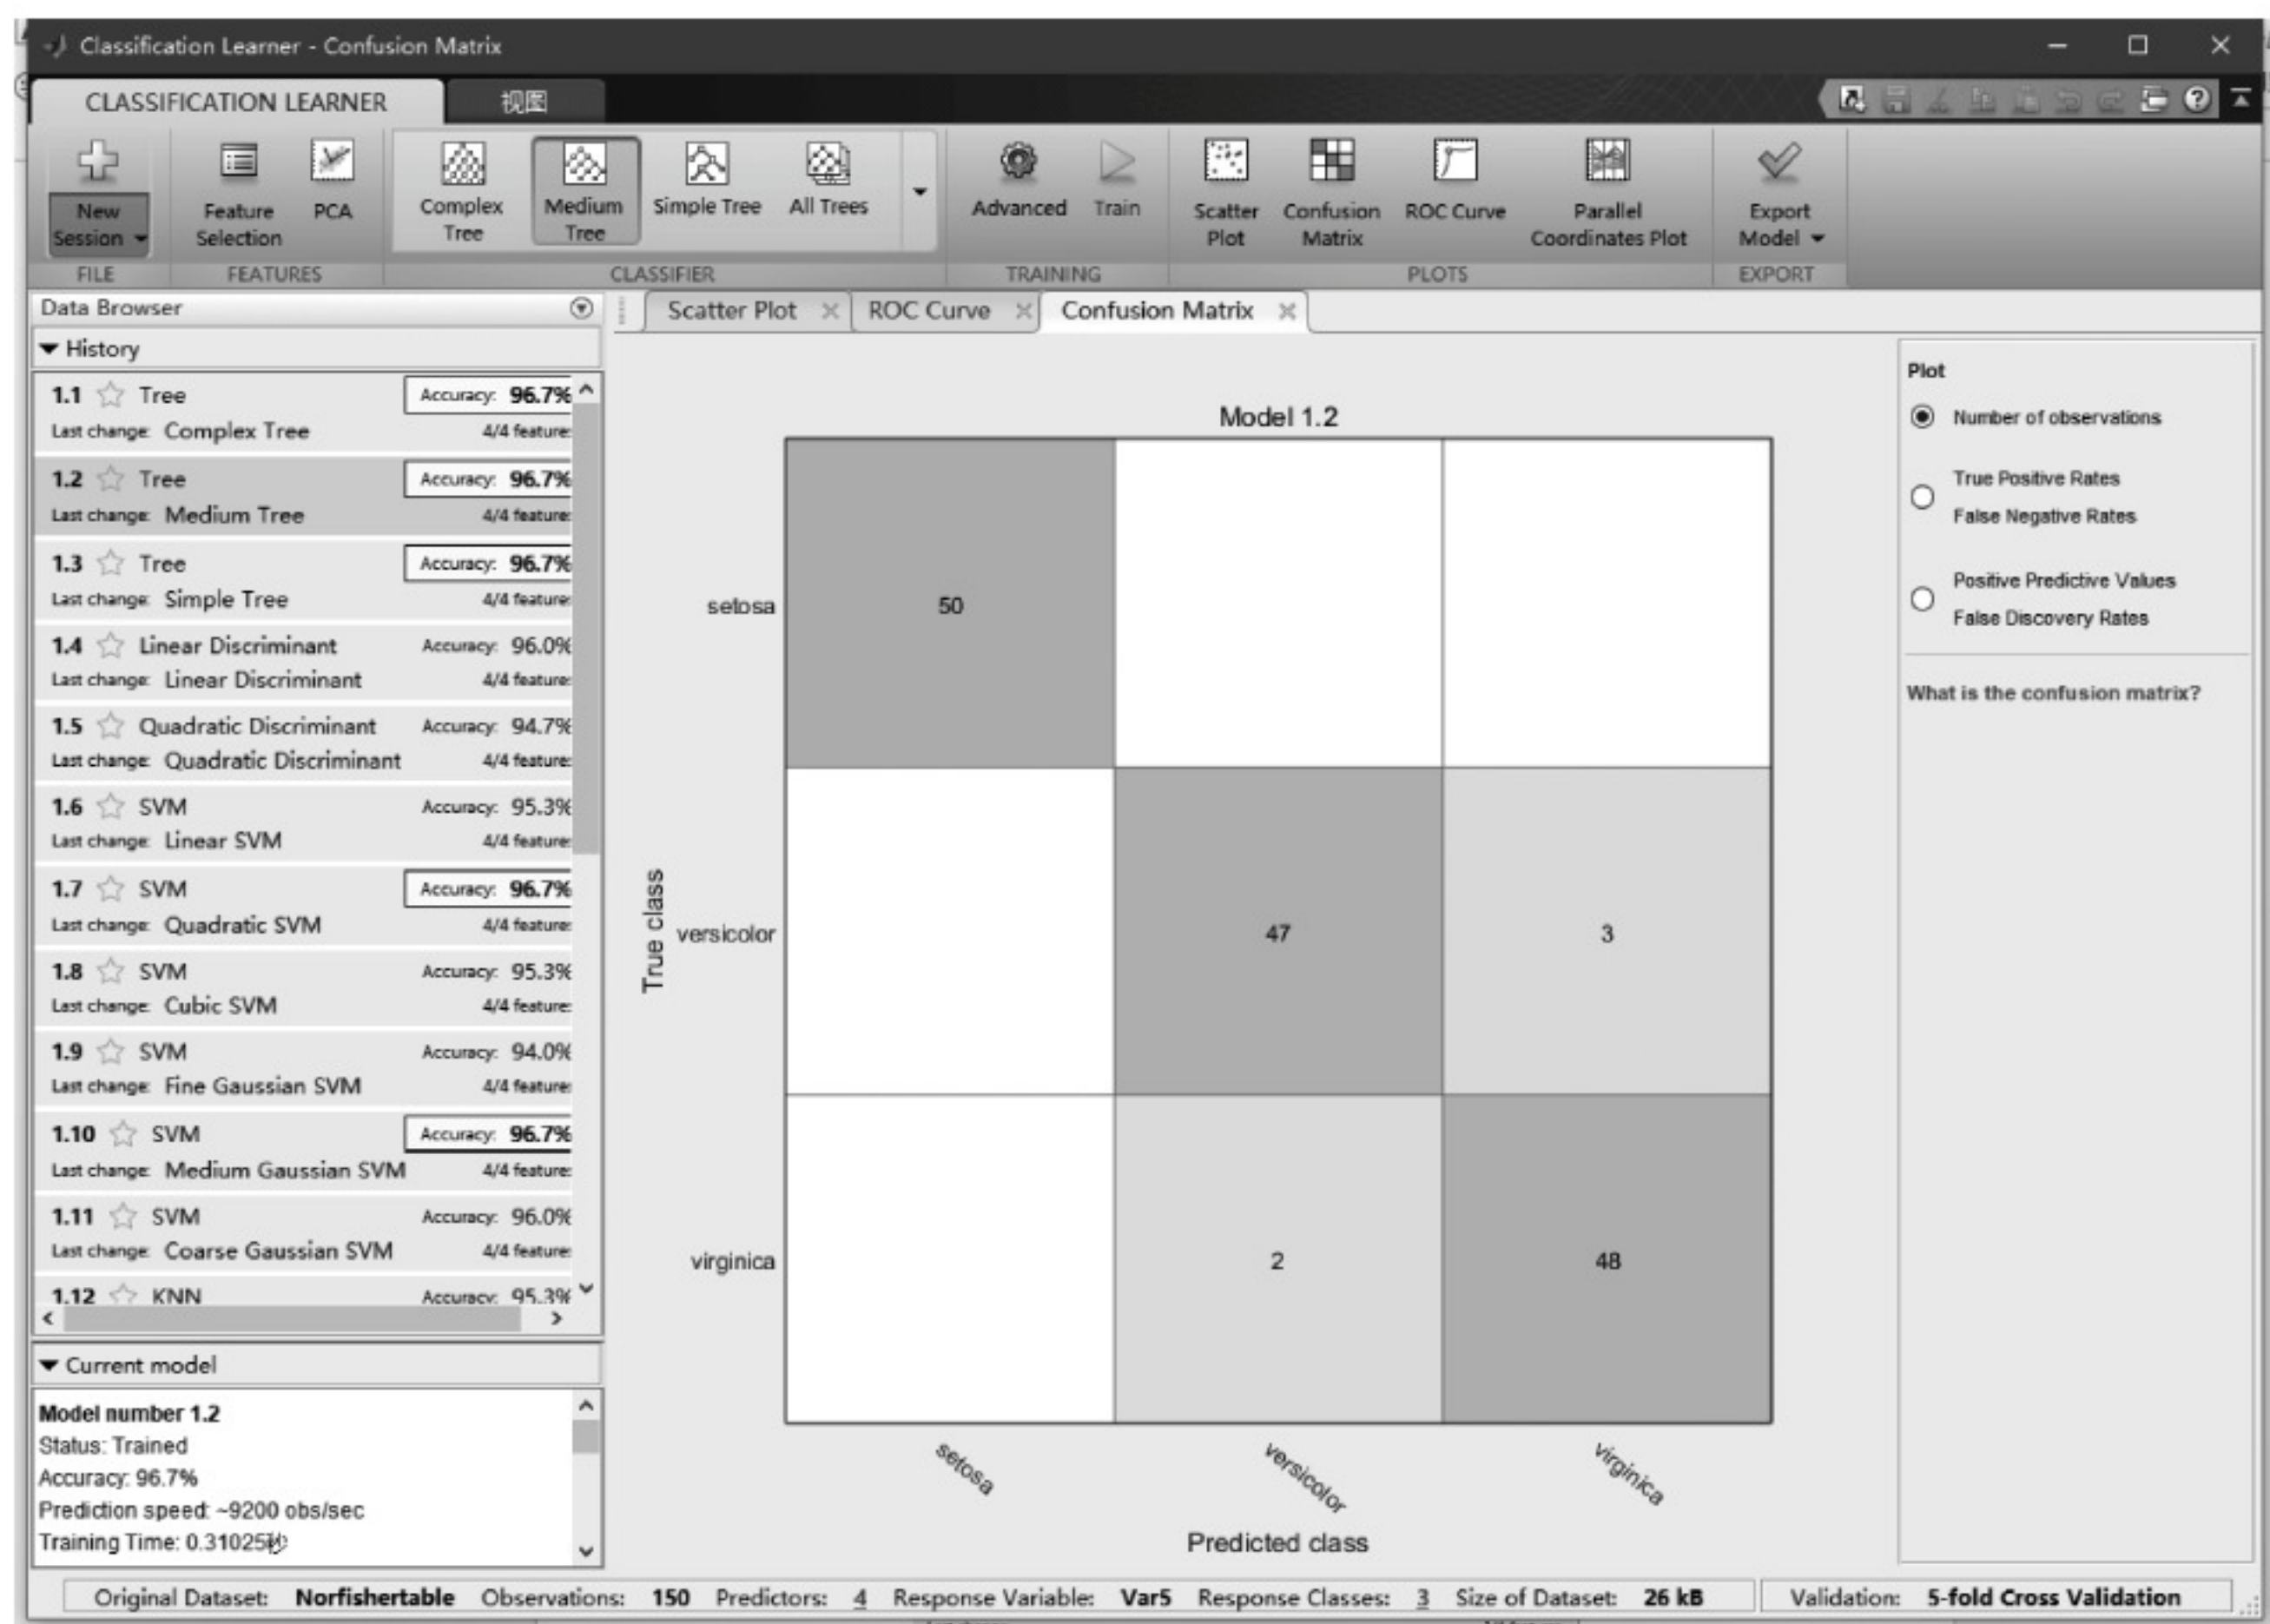 Classification Learner - Confusion Matrix
CLASSIFICATION LEARNER 视图
New Session
Feature Selection
PCA
Complex Tree
Medium Tree
Simple Tree
All Trees
Advanced
Train
Scatter Plot
Confusion Matrix
ROC Curve
Parallel Coordinates Plot
Export Model
FILE FEATURES CLASSIFIER TRAINING PLOTS EXPORT
Data Browser
History
1.1 Tree Accuracy: 96.7%
Last change: Complex Tree 4/4 feature
1.2 Tree Accuracy: 96.7%
Last change: Medium Tree 4/4 feature
1.3 Tree Accuracy: 96.7%
Last change: Simple Tree 4/4 feature
1.4 Linear Discriminant Accuracy: 96.0%
Last change: Linear Discriminant 4/4 feature
1.5 Quadratic Discriminant Accuracy: 94.7%
Last change: Quadratic Discriminant 4/4 feature
1.6 SVM Accuracy: 95.3%
Last change: Linear SVM 4/4 feature
1.7 SVM Accuracy: 96.7%
Last change: Quadratic SVM 4/4 feature
1.8 SVM Accuracy: 95.3%
Last change: Cubic SVM 4/4 feature
1.9 SVM Accuracy: 94.0%
Last change: Fine Gaussian SVM 4/4 feature
1.10 SVM Accuracy: 96.7%
Last change: Medium Gaussian SVM 4/4 feature
1.11 SVM Accuracy: 96.0%
Last change: Coarse Gaussian SVM 4/4 feature
1.12 KNN Accuracy: 95.3%
Current model
Model number 1.2
Status: Trained
Accuracy: 96.7%
Prediction speed: ~9200 obs/sec
Training Time: 0.31025秒
Scatter Plot ROC Curve Confusion Matrix
Model 1.2
True class
setosa 50
versicolor 47 3
virginica 2 48
setosa versicolor virginica
Predicted class
Plot
Number of observations
True Positive Rates
False Negative Rates
Positive Predictive Values
False Discovery Rates
What is the confusion matrix?
Original Dataset: Norfishertable Observations: 150 Predictors: 4 Response Variable: Var5 Response Classes: 3 Size of Dataset: 26 kB Validation: 5-fold Cross Validation